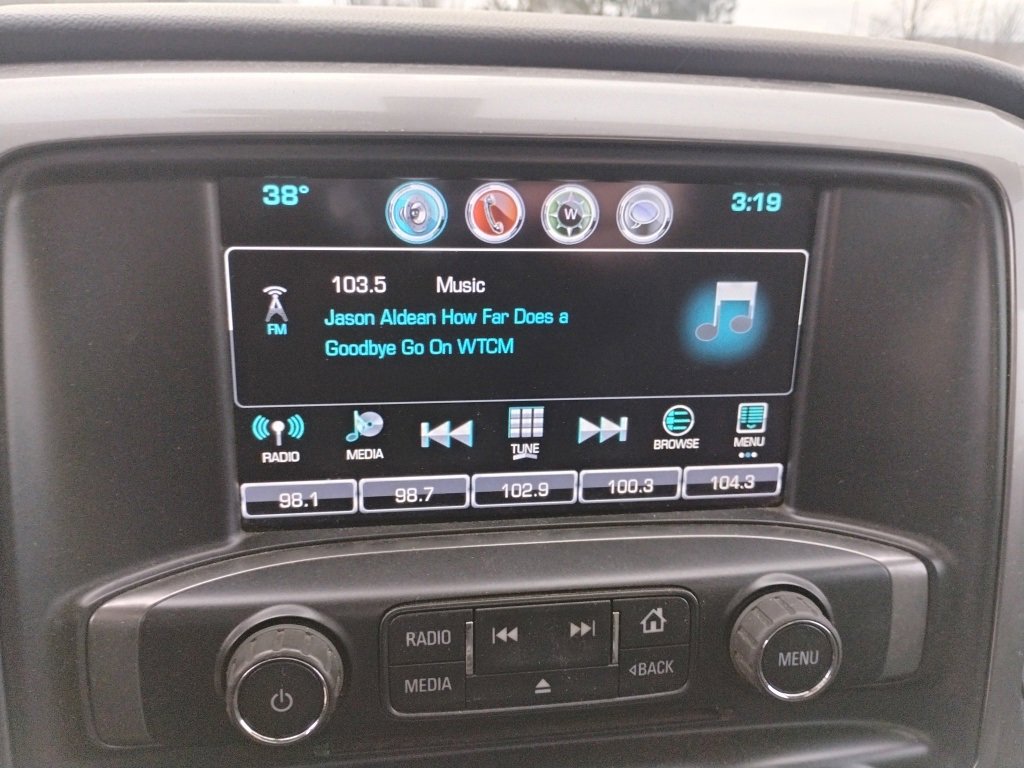 38° W 3:19
103.5 Music
FM
Jason Aldean How Far Does a
Goodbye Go On WTCM
RADIO MEDIA TUNE BROWSE MENU
98.1 98.7 102.9 100.3 104.3
RADIO
MEDIA ◁BACK
MENU